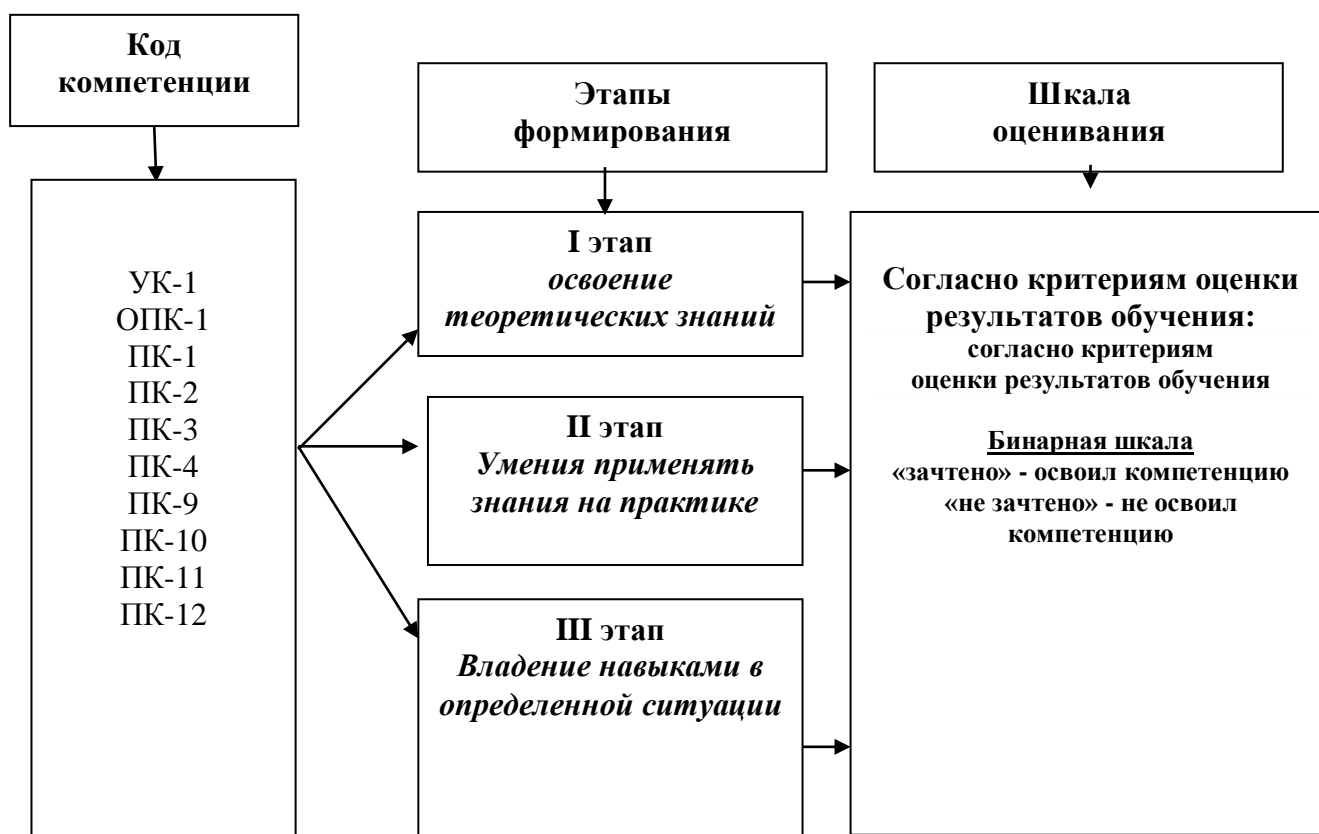 Код
компетенции
Этапы
формирования
Шкала
оценивания
УК-1
ОПК-1
ПК-1
ПК-2
ПК-3
ПК-4
ПК-9
ПК-10
ПК-11
ПК-12
I этап
освоение
теоретических знаний
II этап
Умения применять
знания на практике
III этап
Владение навыками в
определенной ситуации
Согласно критериям оценки
результатов обучения:
согласно критериям
оценки результатов обучения
Бинарная шкала
«зачтено» - освоил компетенцию
«не зачтено» - не освоил
компетенцию